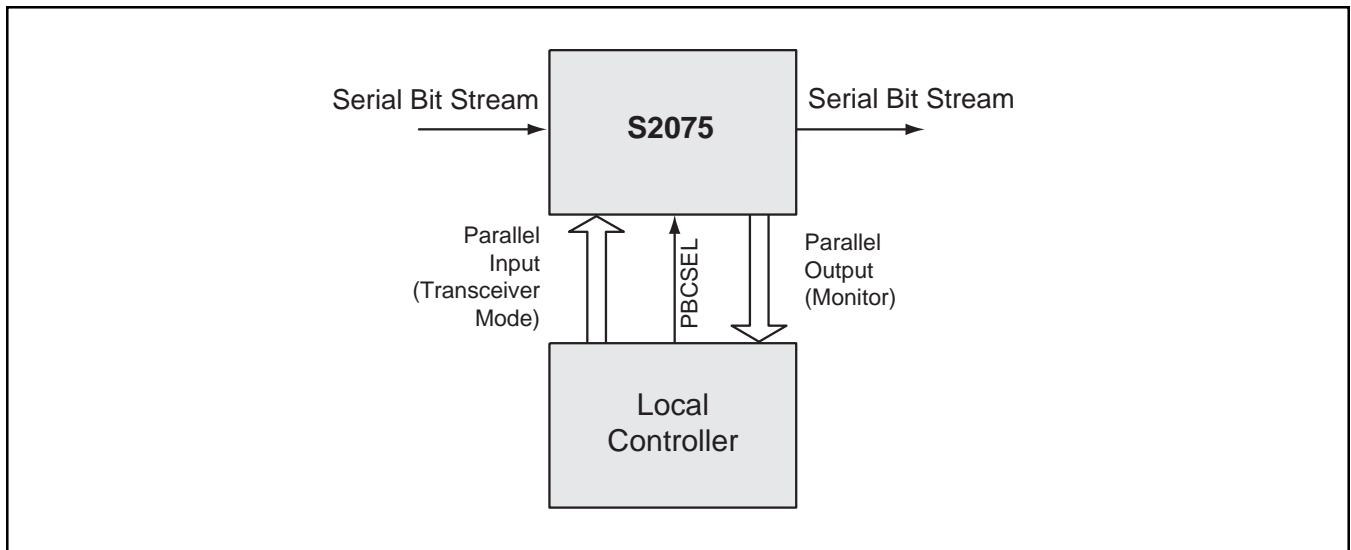 Serial Bit Stream
S2075
Serial Bit Stream
Parallel
Input
(Transceiver
Mode)
PBCSEL
Parallel
Output
(Monitor)
Local
Controller